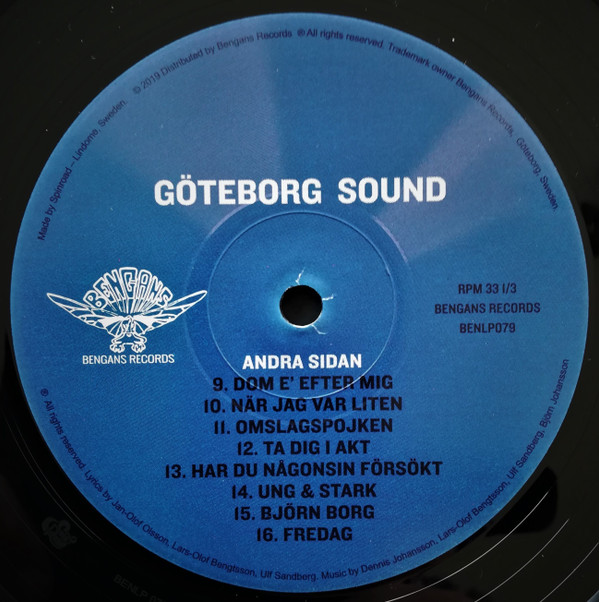 © 2019 Distributed by Bengans Records ℗ All rights reserved. Trademark owner Bengans Records, Göteborg, Sweden.
Made by Spinroad – Lindome, Sweden.
GÖTEBORG SOUND
BENGANS
BENGANS RECORDS
RPM 33 1/3
BENGANS RECORDS
BENLP079
ANDRA SIDAN
9. DOM E' EFTER MIG
10. NÄR JAG VAR LITEN
11. OMSLAGSPOJKEN
12. TA DIG I AKT
13. HAR DU NÅGONSIN FÖRSÖKT
14. UNG & STARK
15. BJÖRN BORG
16. FREDAG
℗ All rights reserved. Lyrics by Jan-Olof Olsson, Lars-Olof Bengtsson, Ulf Sandberg. Music by Dennis Johansson, Lars-Olof Bengtsson, Ulf Sandberg, Björn Johansson